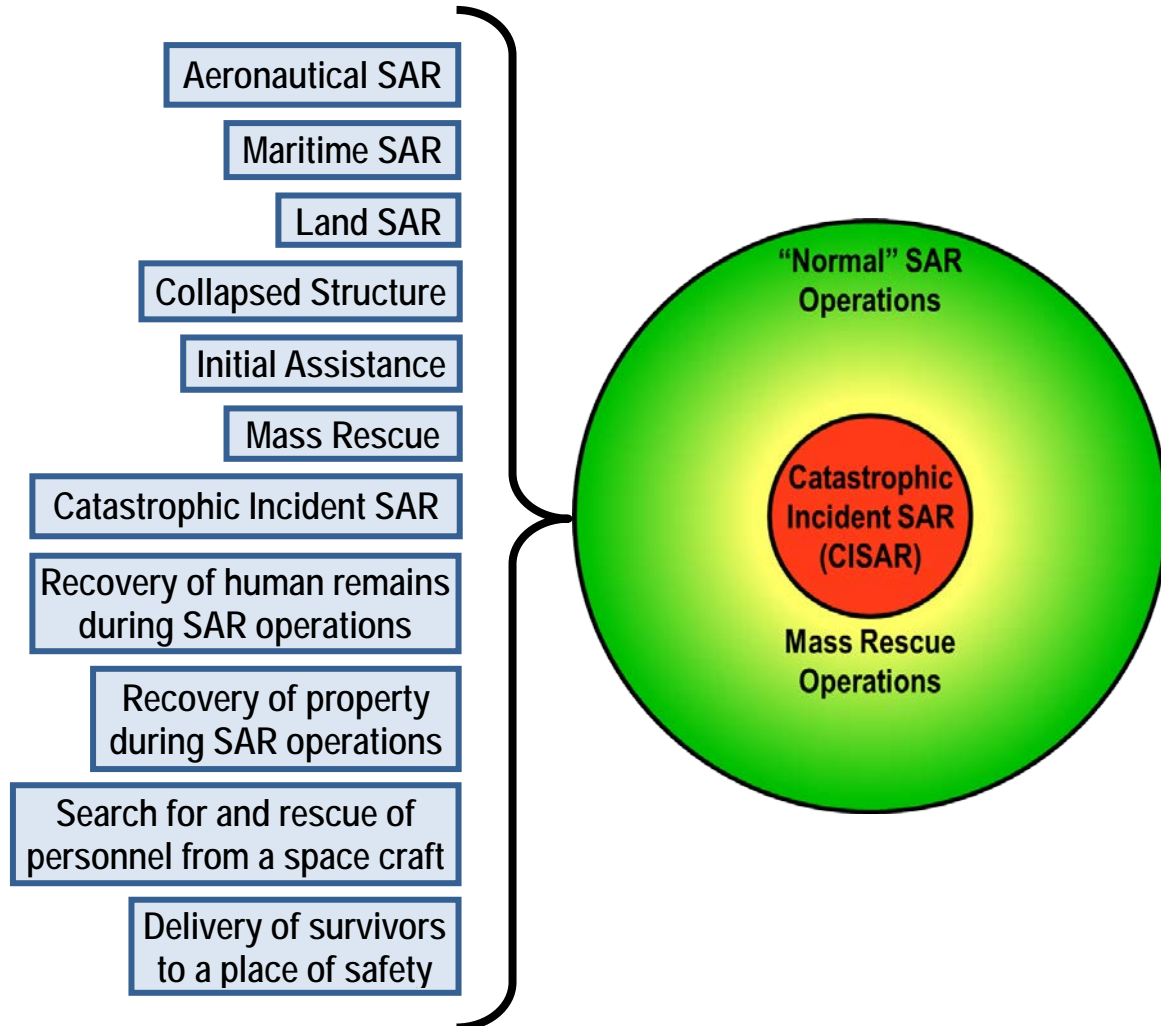 Aeronautical SAR
Maritime SAR
Land SAR
Collapsed Structure
Initial Assistance
Mass Rescue
Catastrophic Incident SAR
Recovery of human remains
during SAR operations
Recovery of property
during SAR operations
Search for and rescue of
personnel from a space craft
Delivery of survivors
to a place of safety
“Normal” SAR
Operations
Catastrophic
Incident SAR
(CISAR)
Mass Rescue
Operations